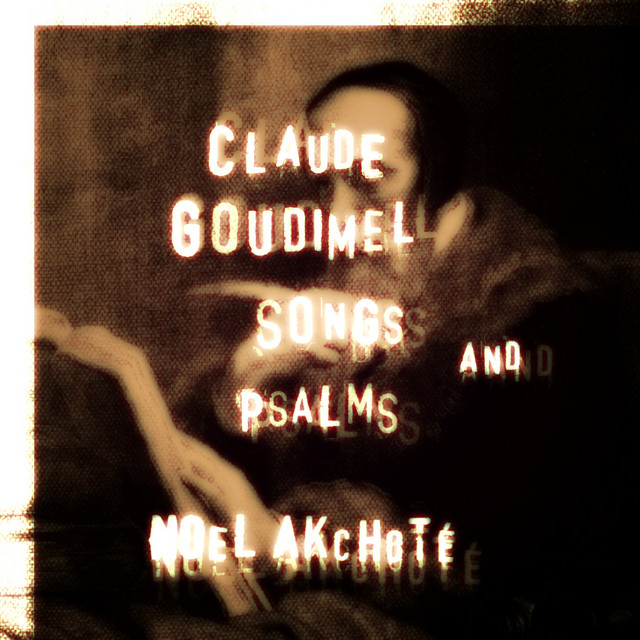 CLAUDE
GOUDIMEL
SONGS
AND
PSALMS
NOEL AKCHOTÉ